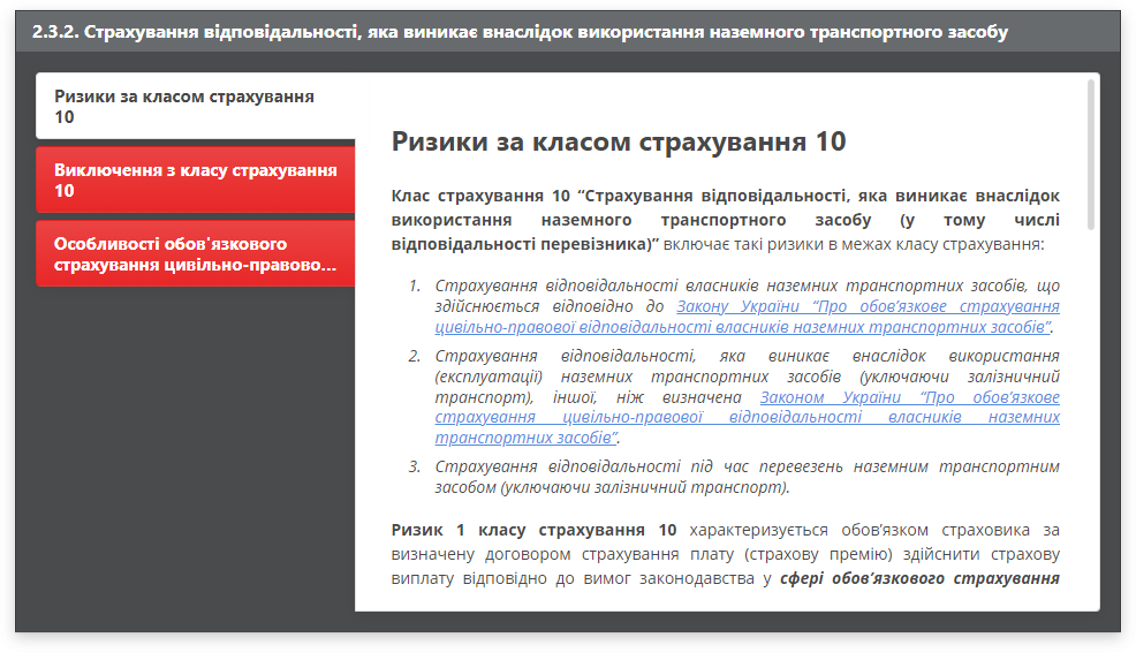 2.3.2. Страхування відповідальності, яка виникає внаслідок використання наземного транспортного засобу
Ризики за класом страхування
10
Виключення з класу страхування
10
Особливості обов'язкового
страхування цивільно-правово...
Ризики за класом страхування 10
Клас страхування 10 “Страхування відповідальності, яка виникає внаслідок
використання наземного транспортного засобу (у тому числі
відповідальності перевізника)” включає такі ризики в межах класу страхування:
1. Страхування відповідальності власників наземних транспортних засобів, що
здійснюється відповідно до Закону України “Про обов’язкове страхування
цивільно-правової відповідальності власників наземних транспортних засобів”.
2. Страхування відповідальності, яка виникає внаслідок використання
(експлуатації) наземних транспортних засобів (уключаючи залізничний
транспорт), іншої, ніж визначена Законом України “Про обов’язкове
страхування цивільно-правової відповідальності власників наземних
транспортних засобів”.
3. Страхування відповідальності під час перевезень наземним транспортним
засобом (уключаючи залізничний транспорт).
Ризик 1 класу страхування 10 характеризується обов’язком страховика за
визначену договором страхування плату (страхову премію) здійснити страхову
виплату відповідно до вимог законодавства у сфері обов’язкового страхування